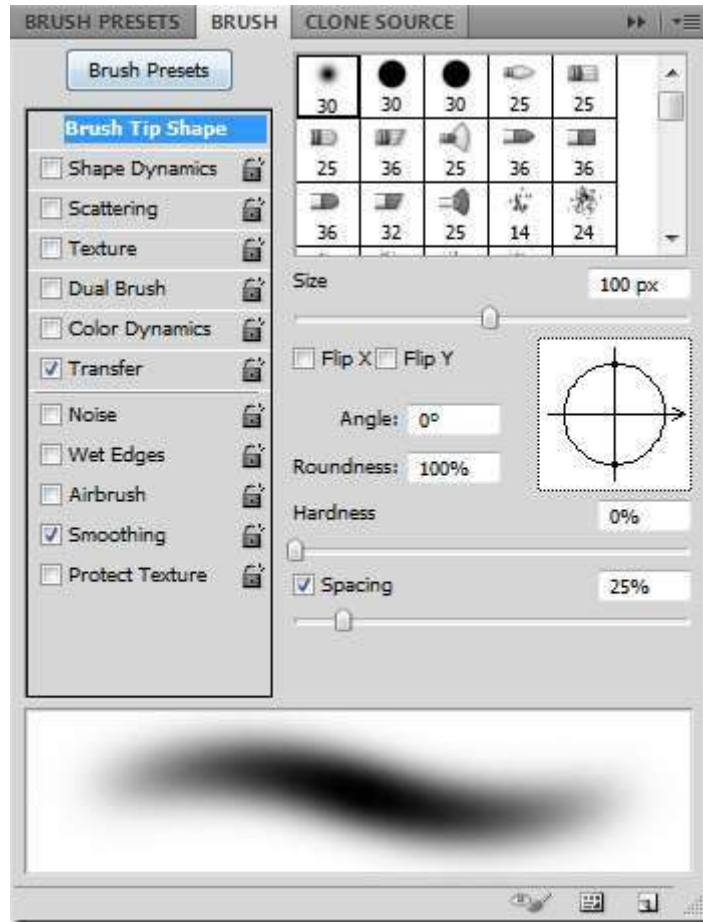 BRUSH PRESETS BRUSH CLONE SOURCE
Brush Presets
Brush Tip Shape
Shape Dynamics
Scattering
Texture
Dual Brush
Color Dynamics
Transfer
Noise
Wet Edges
Airbrush
Smoothing
Protect Texture
30 30 30 25 25
25 36 25 36 36
36 32 25 14 24
Size 100 px
Flip X Flip Y
Angle: 0º
Roundness: 100%
Hardness 0%
Spacing 25%